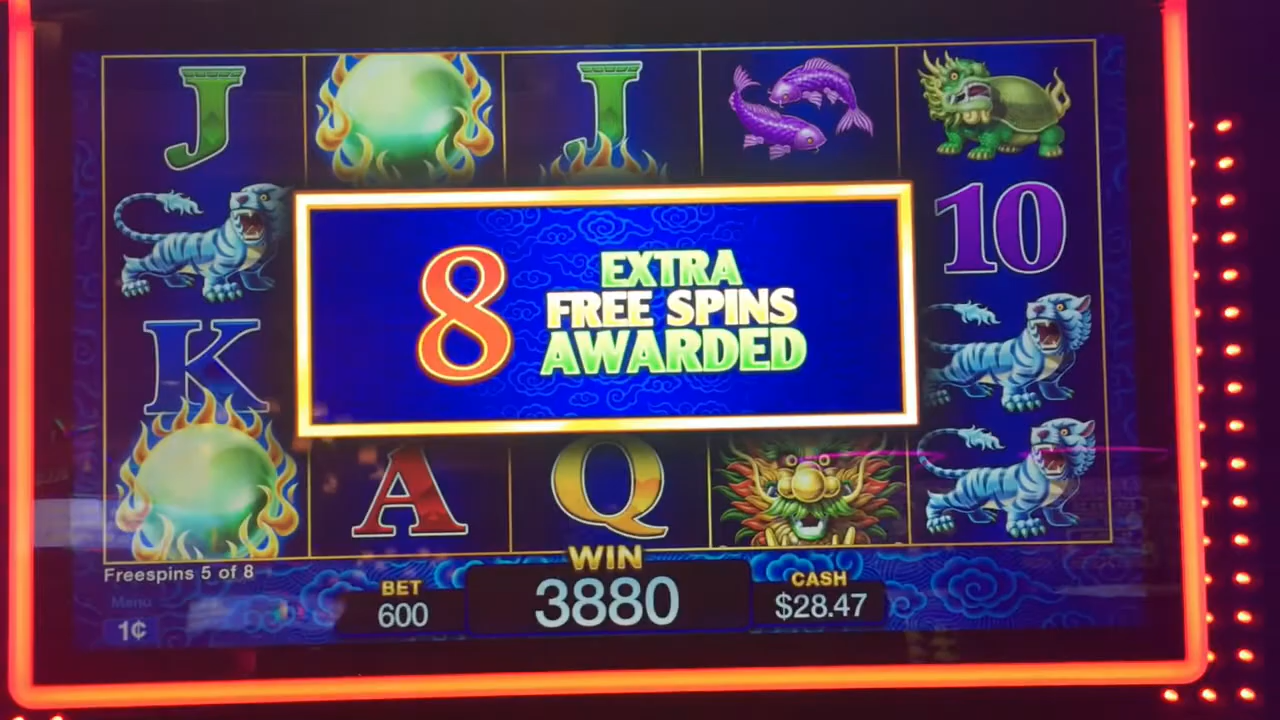 J
J
10
8
EXTRA
FREE SPINS
AWARDED
K
A
Q
Freespins 5 of 8
WIN
3880
BET
600
CASH
$28.47
Menu
1¢